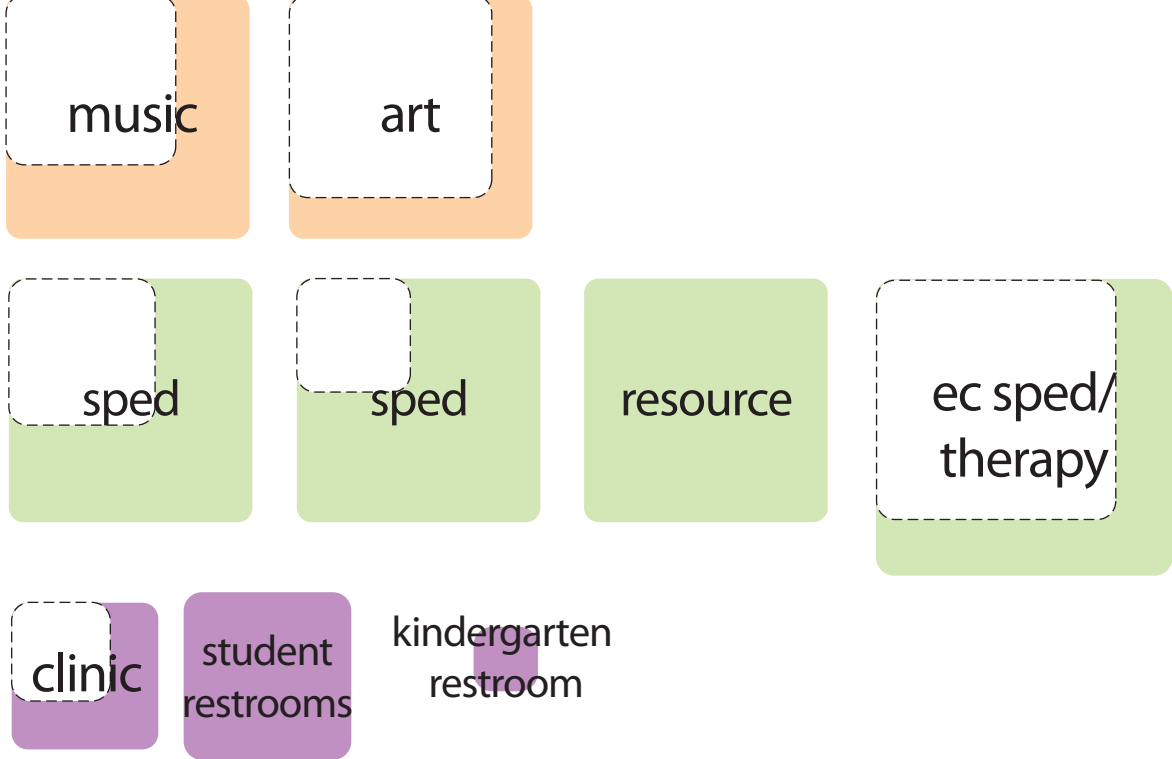 music
art
sped
sped
resource
ec sped/
therapy
clinic
student
restrooms
kindergarten
restroom